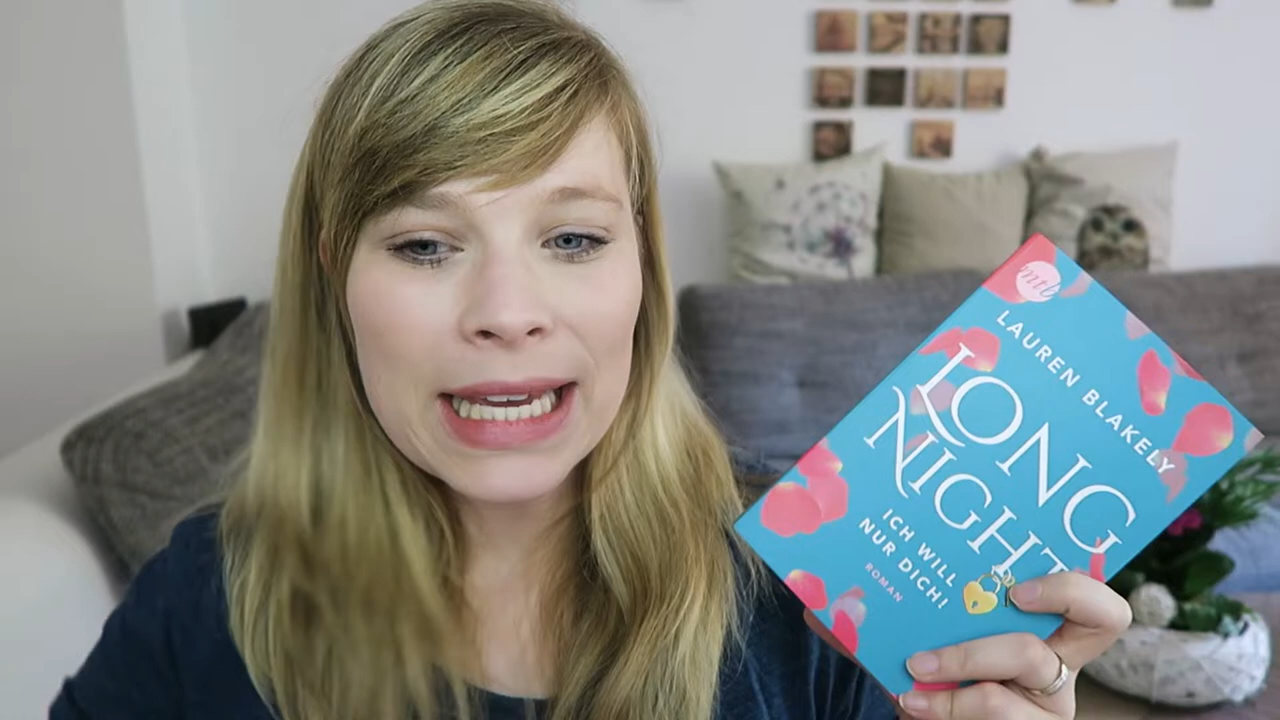 mtb
LAUREN BLAKELY
LONG
NIGHT
ICH WILL
NUR DICH!
ROMAN